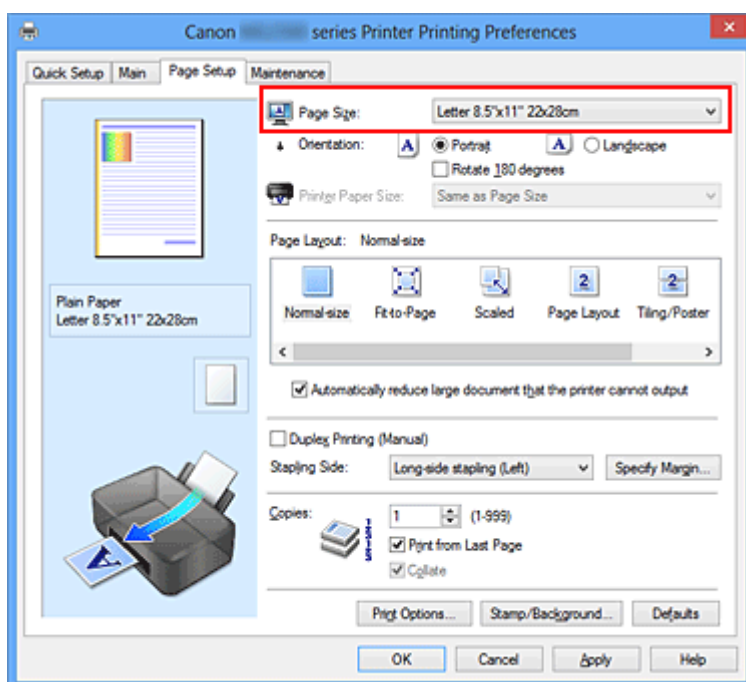 Canon series Printer Printing Preferences
Quick Setup Main Page Setup Maintenance
Page Size: Letter 8.5"x11" 22x28cm
Orientation: A Portrait A Landscape
Rotate 180 degrees
Printer Paper Size: Same as Page Size
Page Layout: Normal-size
2 2
Normal-size Fit-to-Page Scaled Page Layout Tiling/Poster
Plain Paper
Letter 8.5"x11" 22x28cm
Automatically reduce large document that the printer cannot output
Duplex Printing (Manual)
Stapling Side: Long-side stapling (Left) Specify Margin...
Copies: 1 (1-999)
Print from Last Page
Collate
A
Print Options... Stamp/Background... Defaults
OK Cancel Apply Help